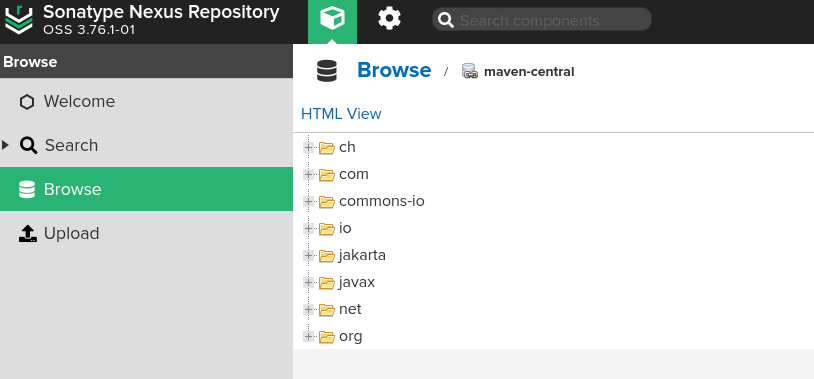 Sonatype Nexus Repository
OSS 3.76.1-01
Search components
Browse
Welcome
Search
Browse
Upload
Browse / maven-central
HTML View
ch
com
commons-io
io
jakarta
javax
net
org